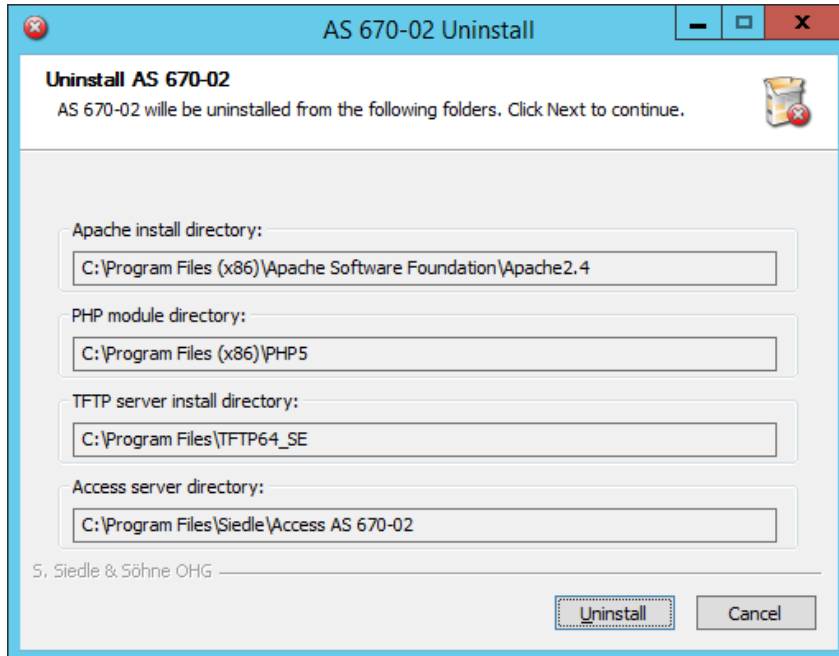 AS 670-02 Uninstall
Uninstall AS 670-02
AS 670-02 wille be uninstalled from the following folders. Click Next to continue.
Apache install directory:
C:\Program Files (x86)\Apache Software Foundation\Apache2.4
PHP module directory:
C:\Program Files (x86)\PHP5
TFTP server install directory:
C:\Program Files\TFTP64_SE
Access server directory:
C:\Program Files\Siedle\Access AS 670-02
S. Siedle & Söhne OHG
Uninstall
Cancel